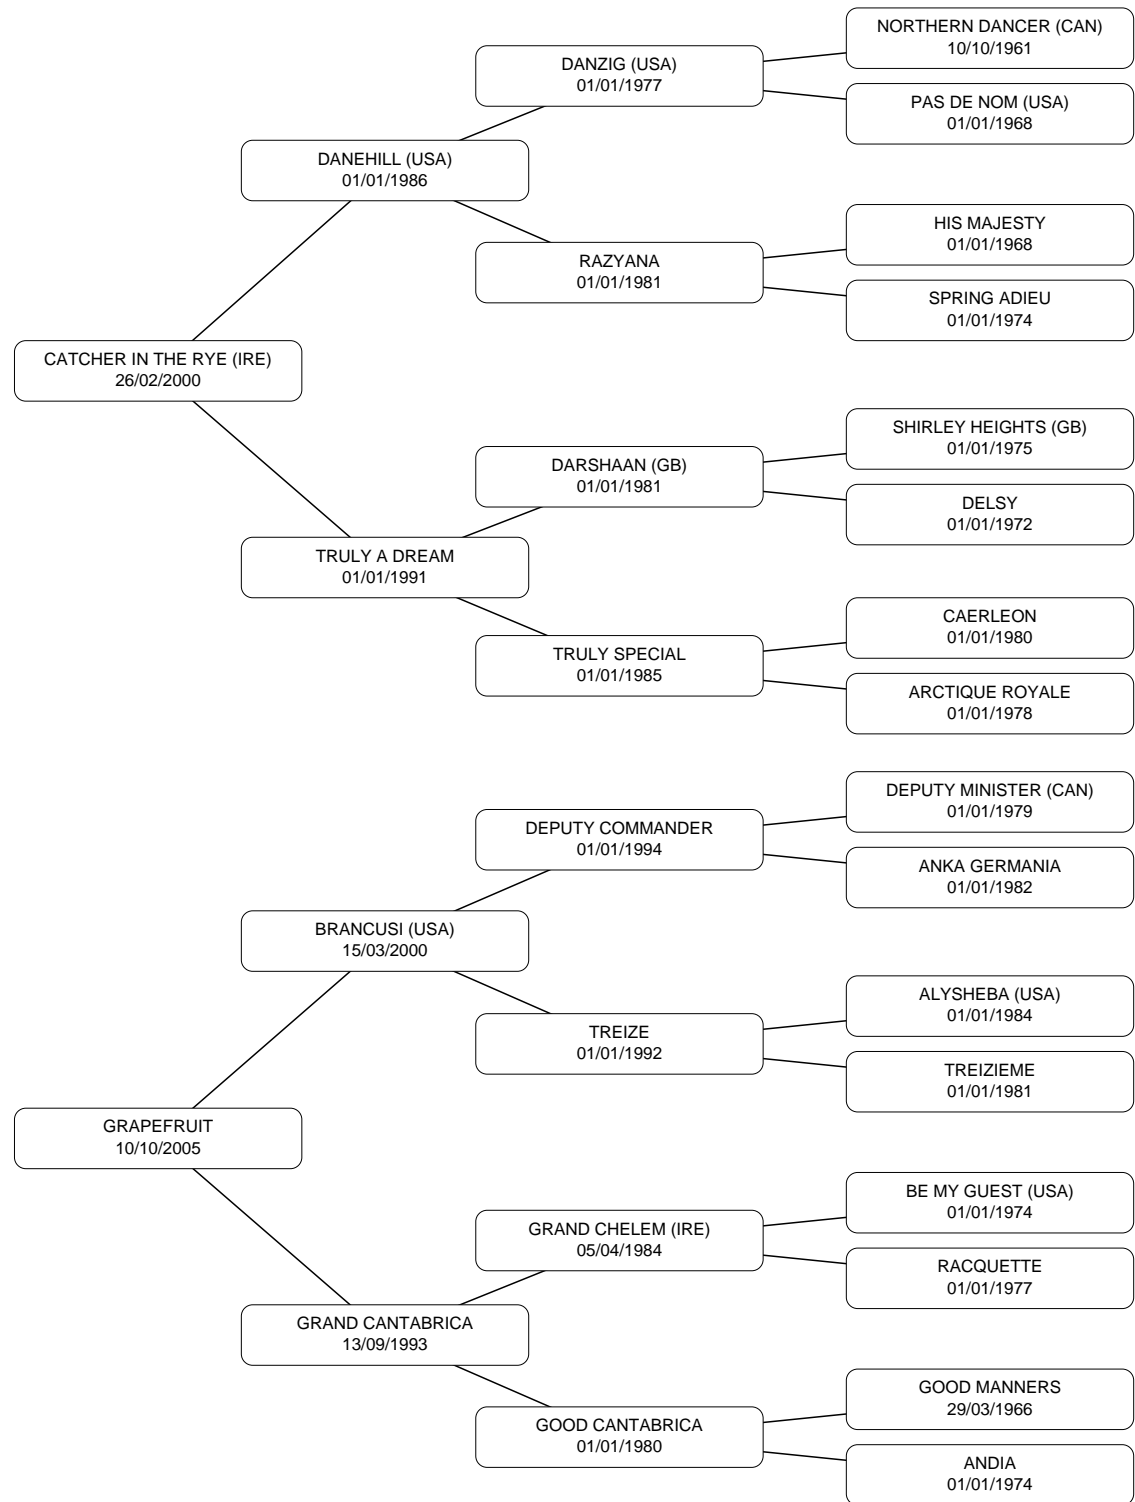 NORTHERN DANCER (CAN)
10/10/1961
DANZIG (USA)
01/01/1977
PAS DE NOM (USA)
01/01/1968
DANEHILL (USA)
01/01/1986
HIS MAJESTY
01/01/1968
RAZYANA
01/01/1981
SPRING ADIEU
01/01/1974
CATCHER IN THE RYE (IRE)
26/02/2000
SHIRLEY HEIGHTS (GB)
01/01/1975
DARSHAAN (GB)
01/01/1981
DELSY
01/01/1972
TRULY A DREAM
01/01/1991
CAERLEON
01/01/1980
TRULY SPECIAL
01/01/1985
ARCTIQUE ROYALE
01/01/1978
DEPUTY MINISTER (CAN)
01/01/1979
DEPUTY COMMANDER
01/01/1994
ANKA GERMANIA
01/01/1982
BRANCUSI (USA)
15/03/2000
ALYSHEBA (USA)
01/01/1984
TREIZE
01/01/1992
TREIZIEME
01/01/1981
GRAPEFRUIT
10/10/2005
BE MY GUEST (USA)
01/01/1974
GRAND CHELEM (IRE)
05/04/1984
RACQUETTE
01/01/1977
GRAND CANTABRICA
13/09/1993
GOOD MANNERS
29/03/1966
GOOD CANTABRICA
01/01/1980
ANDIA
01/01/1974